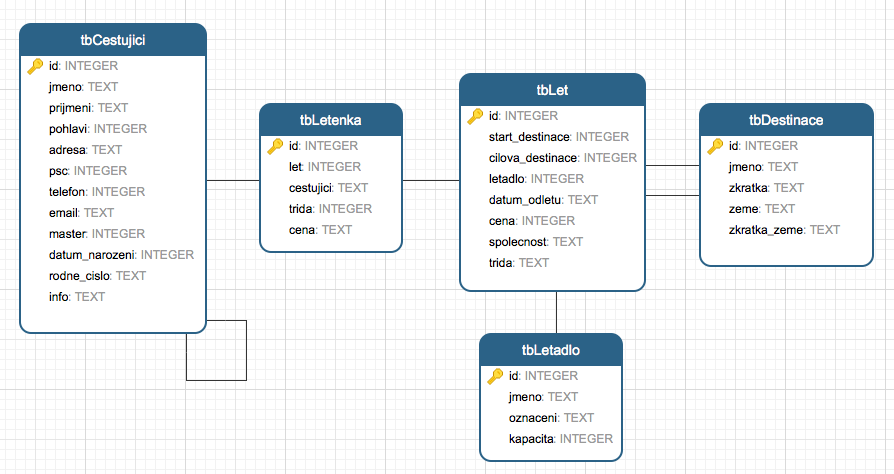 tbCestujici
id: INTEGER
jmeno: TEXT
prijmeni: TEXT
pohlavi: INTEGER
adresa: TEXT
psc: INTEGER
telefon: INTEGER
email: TEXT
master: INTEGER
datum_narozeni: INTEGER
rodne_cislo: TEXT
info: TEXT
tbLetenka
id: INTEGER
let: INTEGER
cestujici: TEXT
trida: INTEGER
cena: TEXT
tbLet
id: INTEGER
start_destinace: INTEGER
cilova_destinace: INTEGER
letadlo: INTEGER
datum_odletu: TEXT
cena: INTEGER
spolecnost: TEXT
trida: TEXT
tbDestinace
id: INTEGER
jmeno: TEXT
zkratka: TEXT
zeme: TEXT
zkratka_zeme: TEXT
tbLetadlo
id: INTEGER
jmeno: TEXT
oznaceni: TEXT
kapacita: INTEGER